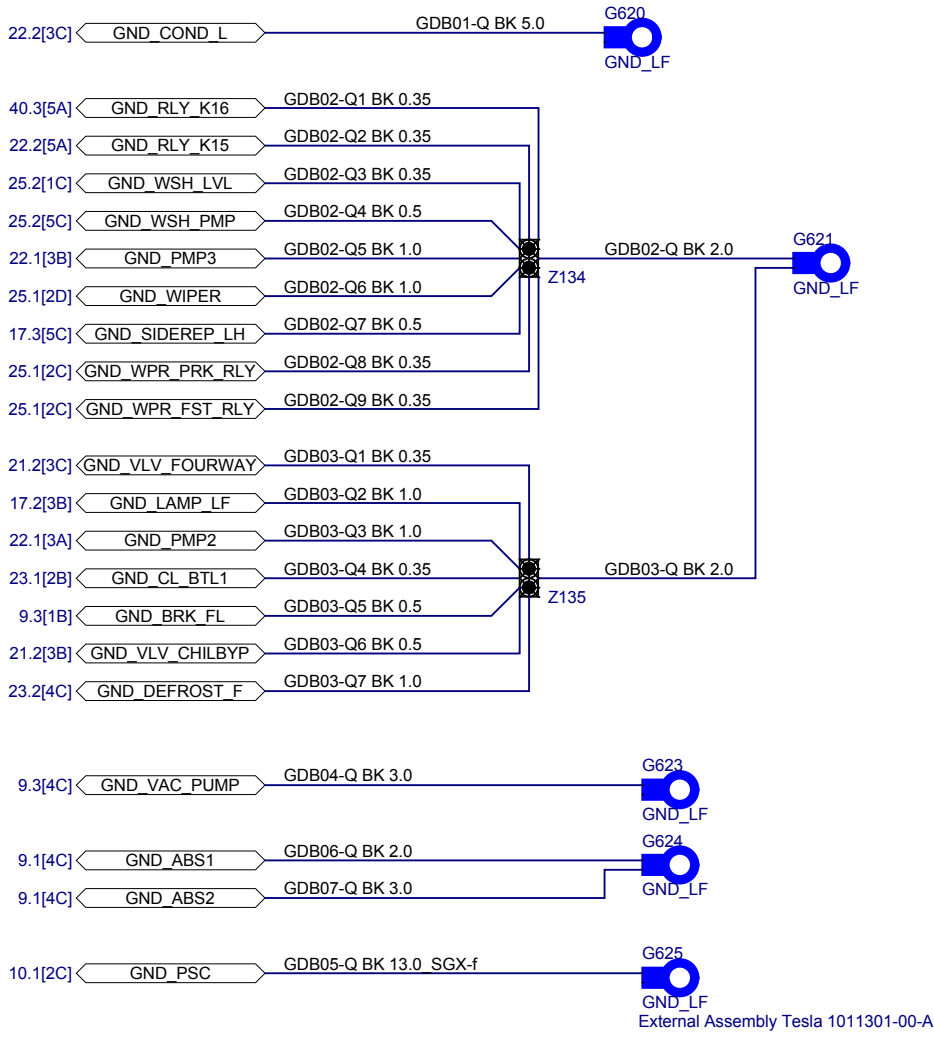 G620
22.2[3C] GND_COND_L GDB01-Q BK 5.0
GND_LF
40.3[5A] GND_RLY_K16 GDB02-Q1 BK 0.35
22.2[5A] GND_RLY_K15 GDB02-Q2 BK 0.35
25.2[1C] GND_WSH_LVL GDB02-Q3 BK 0.35
25.2[5C] GND_WSH_PMP GDB02-Q4 BK 0.5
G621
22.1[3B] GND_PMP3 GDB02-Q5 BK 1.0 GDB02-Q BK 2.0
Z134
GND_LF
25.1[2D] GND_WIPER GDB02-Q6 BK 1.0
17.3[5C] GND_SIDEREP_LH GDB02-Q7 BK 0.5
25.1[2C] GND_WPR_PRK_RLY GDB02-Q8 BK 0.35
25.1[2C] GND_WPR_FST_RLY GDB02-Q9 BK 0.35
21.2[3C] GND_VLV_FOURWAY GDB03-Q1 BK 0.35
17.2[3B] GND_LAMP_LF GDB03-Q2 BK 1.0
22.1[3A] GND_PMP2 GDB03-Q3 BK 1.0
23.1[2B] GND_CL_BTL1 GDB03-Q4 BK 0.35 GDB03-Q BK 2.0
Z135
9.3[1B] GND_BRK_FL GDB03-Q5 BK 0.5
21.2[3B] GND_VLV_CHILBYP GDB03-Q6 BK 0.5
23.2[4C] GND_DEFROST_F GDB03-Q7 BK 1.0
G623
9.3[4C] GND_VAC_PUMP GDB04-Q BK 3.0
GND_LF
G624
9.1[4C] GND_ABS1 GDB06-Q BK 2.0
GND_LF
9.1[4C] GND_ABS2 GDB07-Q BK 3.0
G625
10.1[2C] GND_PSC GDB05-Q BK 13.0_SGX-f
GND_LF
External Assembly Tesla 1011301-00-A